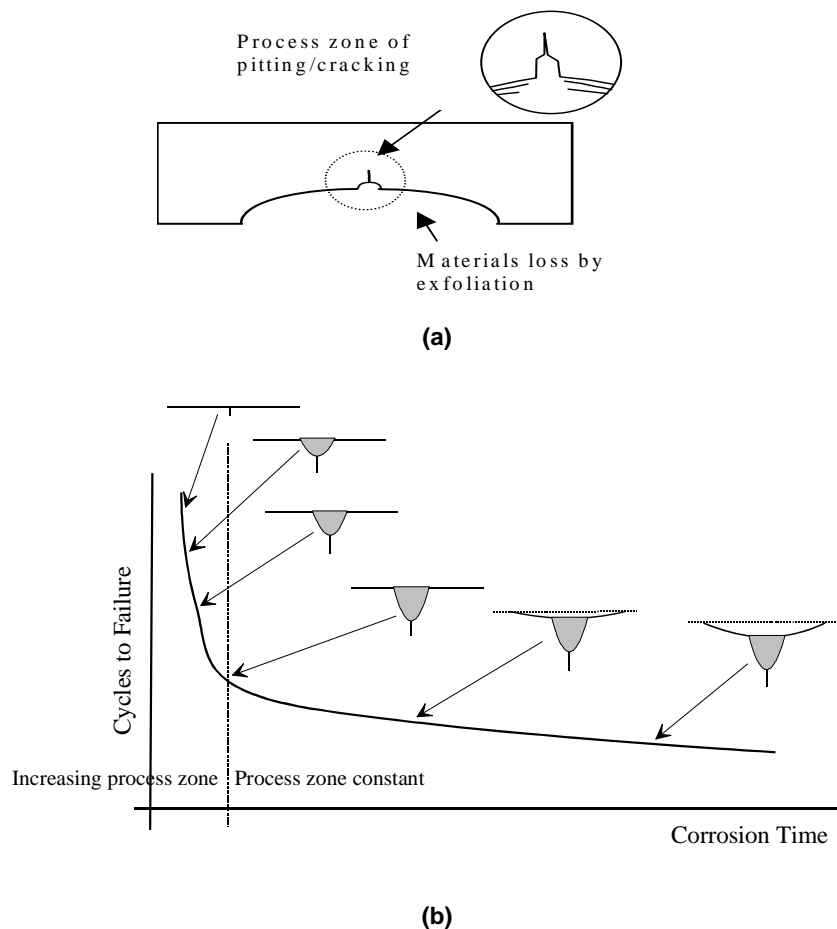 Process zone of
pitting/cracking
Materials loss by
exfoliation
(a)
Cycles to Failure
Increasing process zone
Process zone constant
Corrosion Time
(b)